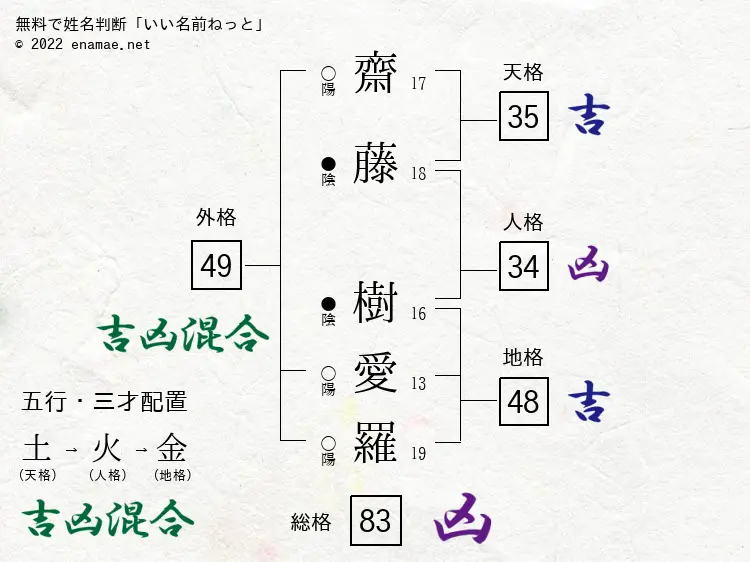 無料で姓名判断「いい名前ねっと」
© 2022 enamae.net
○陽 齋 17
●陰 藤 18
●陰 樹 16
○陽 愛 13
○陽 羅 19
天格
35 吉
人格
34 凶
地格
48 吉
外格
49
吉凶混合
五行・三才配置
土→火→金
(天格) (人格) (地格)
吉凶混合
総格 83 凶